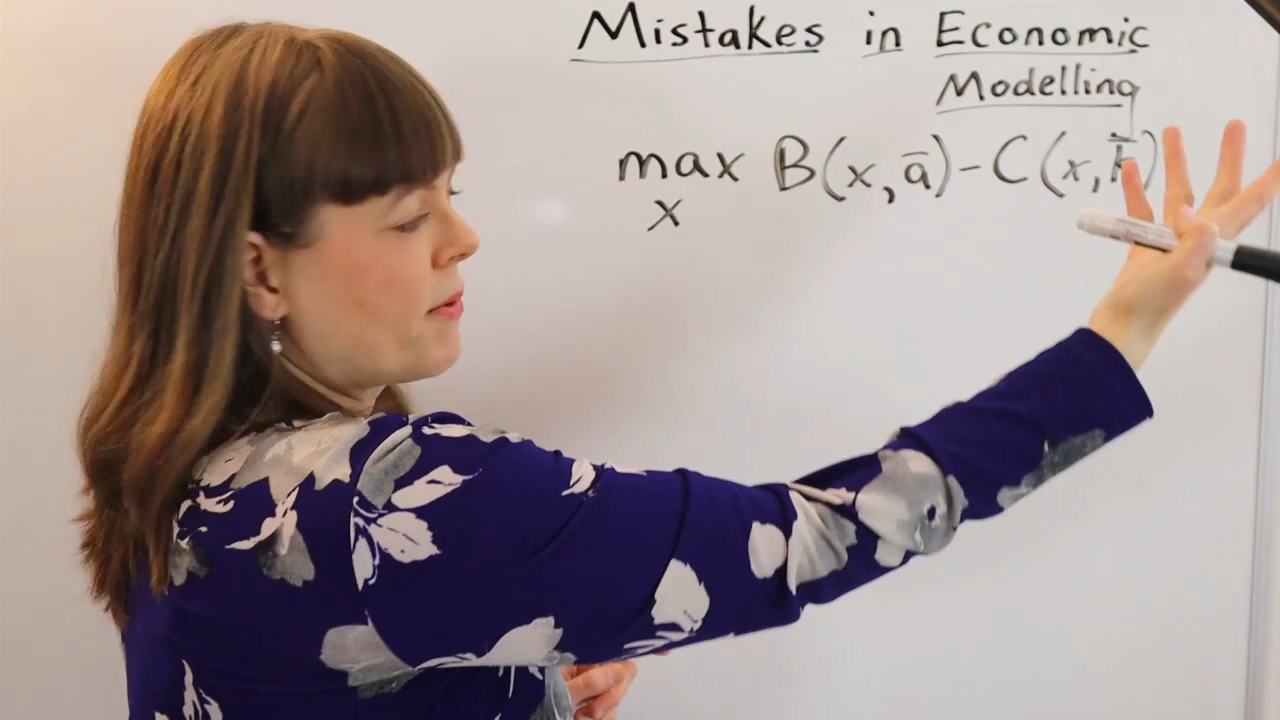 Mistakes in Economic
Modelling
max B(x, ā) - C(x, k̄)
x